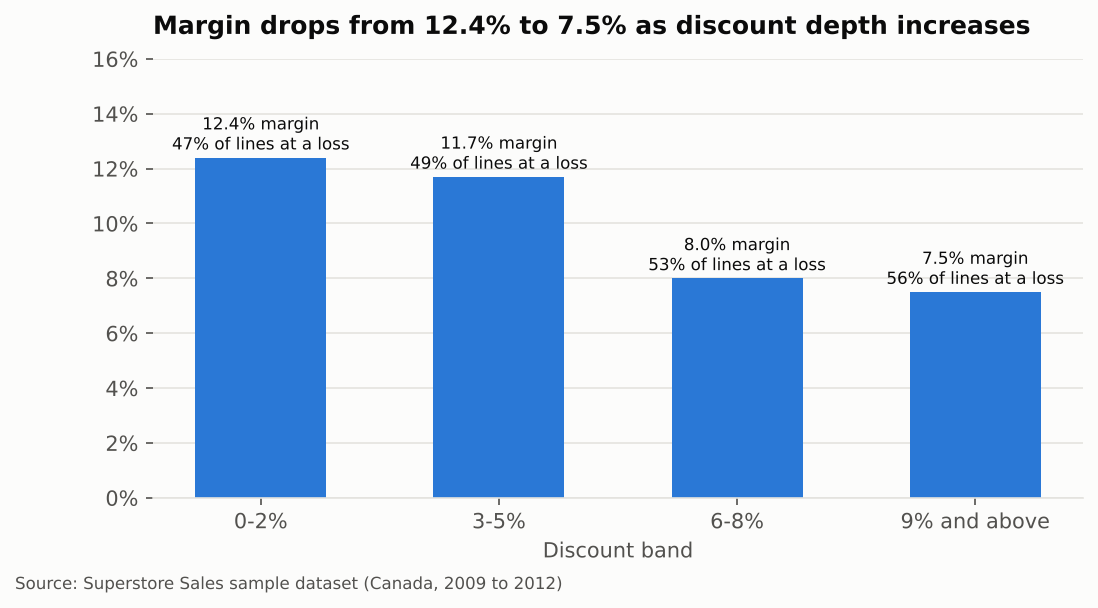 Margin drops from 12.4% to 7.5% as discount depth increases
16%
14%
12%
10%
8%
6%
4%
2%
0%
12.4% margin
47% of lines at a loss
11.7% margin
49% of lines at a loss
8.0% margin
53% of lines at a loss
7.5% margin
56% of lines at a loss
0-2%
3-5%
6-8%
9% and above
Discount band
Source: Superstore Sales sample dataset (Canada, 2009 to 2012)